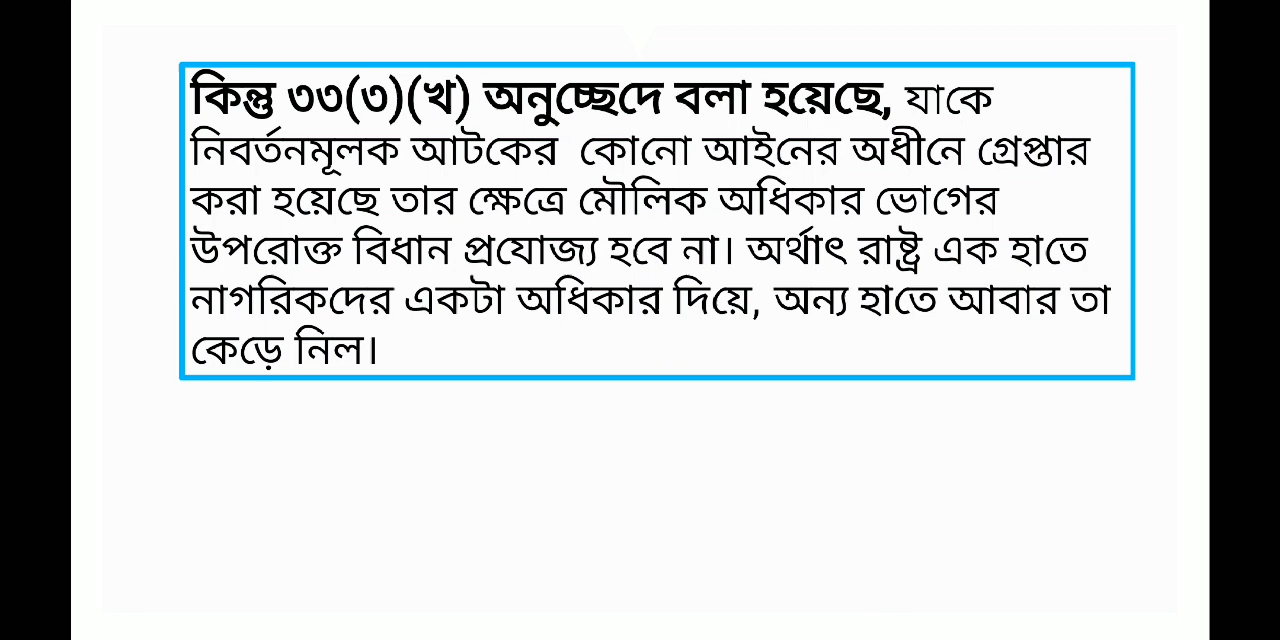 কিন্তু ৩৩(৩)(খ) অনুচ্ছেদে বলা হয়েছে, যাকে
নিবর্তনমূলক আটকের কোনো আইনের অধীনে গ্রেপ্তার
করা হয়েছে তার ক্ষেত্রে মৌলিক অধিকার ভোগের
উপরোক্ত বিধান প্রযোজ্য হবে না। অর্থাৎ রাষ্ট্র এক হাতে
নাগরিকদের একটা অধিকার দিয়ে, অন্য হাতে আবার তা
কেড়ে নিল।